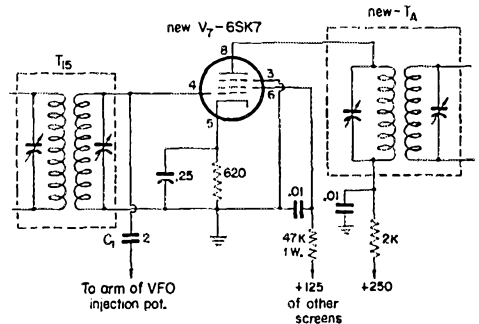 new V7-6SK7
new-TA
T15
8
3
4
6
5
.25
620
.01
.01
C1
2
47K
1W.
2K
To arm of VFO
injection pot.
+125
of other
screens
+250